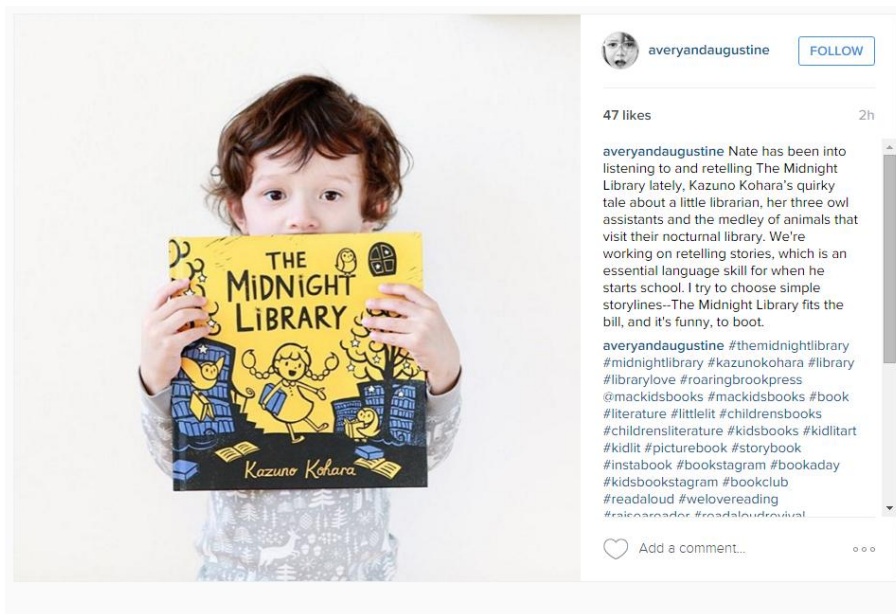 THE
MiDNiGHT
LiBRARY
Kazuno Kohara
averyandaugustine
FOLLOW
47 likes
2h
averyandaugustine Nate has been into
listening to and retelling The Midnight
Library lately, Kazuno Kohara's quirky
tale about a little librarian, her three owl
assistants and the medley of animals that
visit their nocturnal library. We're
working on retelling stories, which is an
essential language skill for when he
starts school. I try to choose simple
storylines--The Midnight Library fits the
bill, and it's funny, to boot.
averyandaugustine #themidnightlibrary
#midnightlibrary #kazunokohara #library
#librarylove #roaringbrookpress
@mackidsbooks #mackidsbooks #book
#literature #littlelit #childrensbooks
#childrensliterature #kidsbooks #kidlitart
#kidlit #picturebook #storybook
#instabook #bookstagram #bookaday
#kidsbookstagram #bookclub
#readaloud #welovereading
#raiseareader #readaloudrevival
Add a comment...